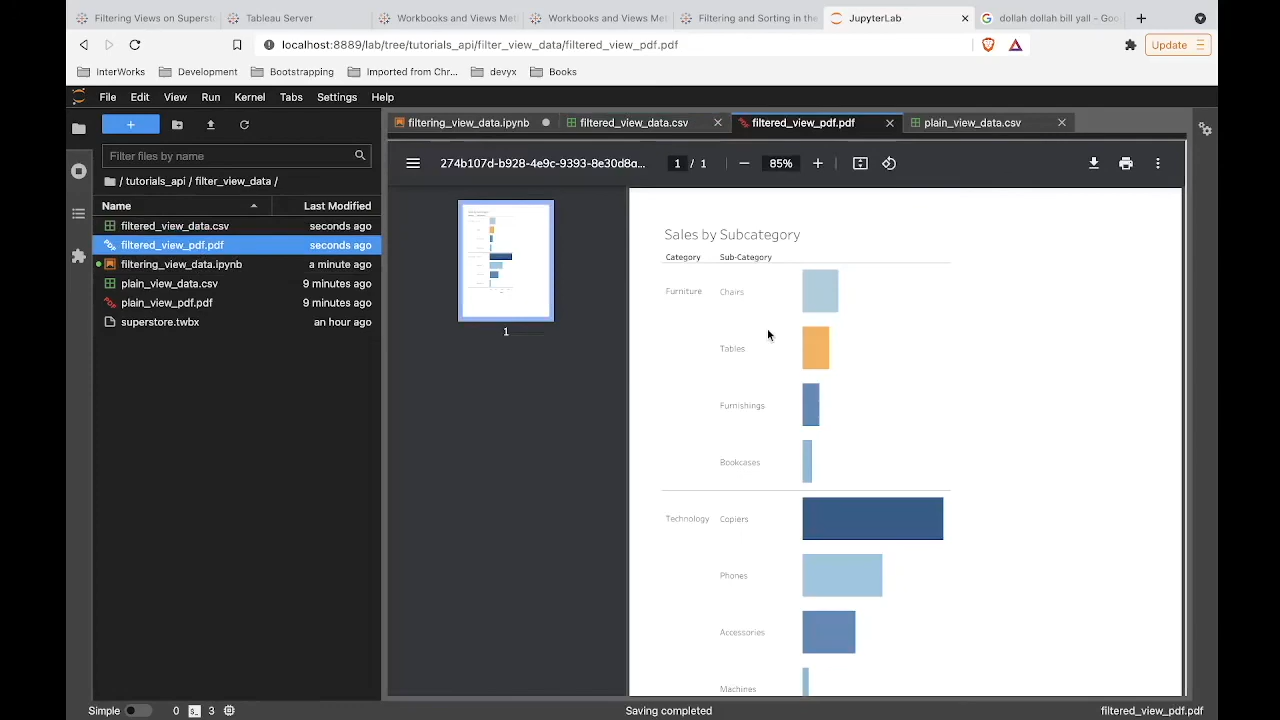 Filtering Views on Superst
Tableau Server
Workbooks and Views Met
Workbooks and Views Met
Filtering and Sorting in the
JupyterLab
dollah dollah bill yall - Goo
localhost:8889/lab/tree/tutorials_api/filter_view_data/filtered_view_pdf.pdf
Update
InterWorks
Development
Bootstrapping
Imported from Chr...
devyx
Books
File Edit View Run Kernel Tabs Settings Help
filtering_view_data.ipynb
filtered_view_data.csv
filtered_view_pdf.pdf
plain_view_data.csv
Filter files by name
274b107d-b928-4e9c-9393-8e30d8a...
1 / 1
85%
/ tutorials_api / filter_view_data /
Name Last Modified
filtered_view_data.csv seconds ago
filtered_view_pdf.pdf seconds ago
filtering_view_data.ipynb a minute ago
plain_view_data.csv 9 minutes ago
plain_view_pdf.pdf 9 minutes ago
superstore.twbx an hour ago
1
Sales by Subcategory
Category Sub-Category
Furniture Chairs
Tables
Furnishings
Bookcases
Technology Copiers
Phones
Accessories
Machines
Simple 0 3 Saving completed filtered_view_pdf.pdf